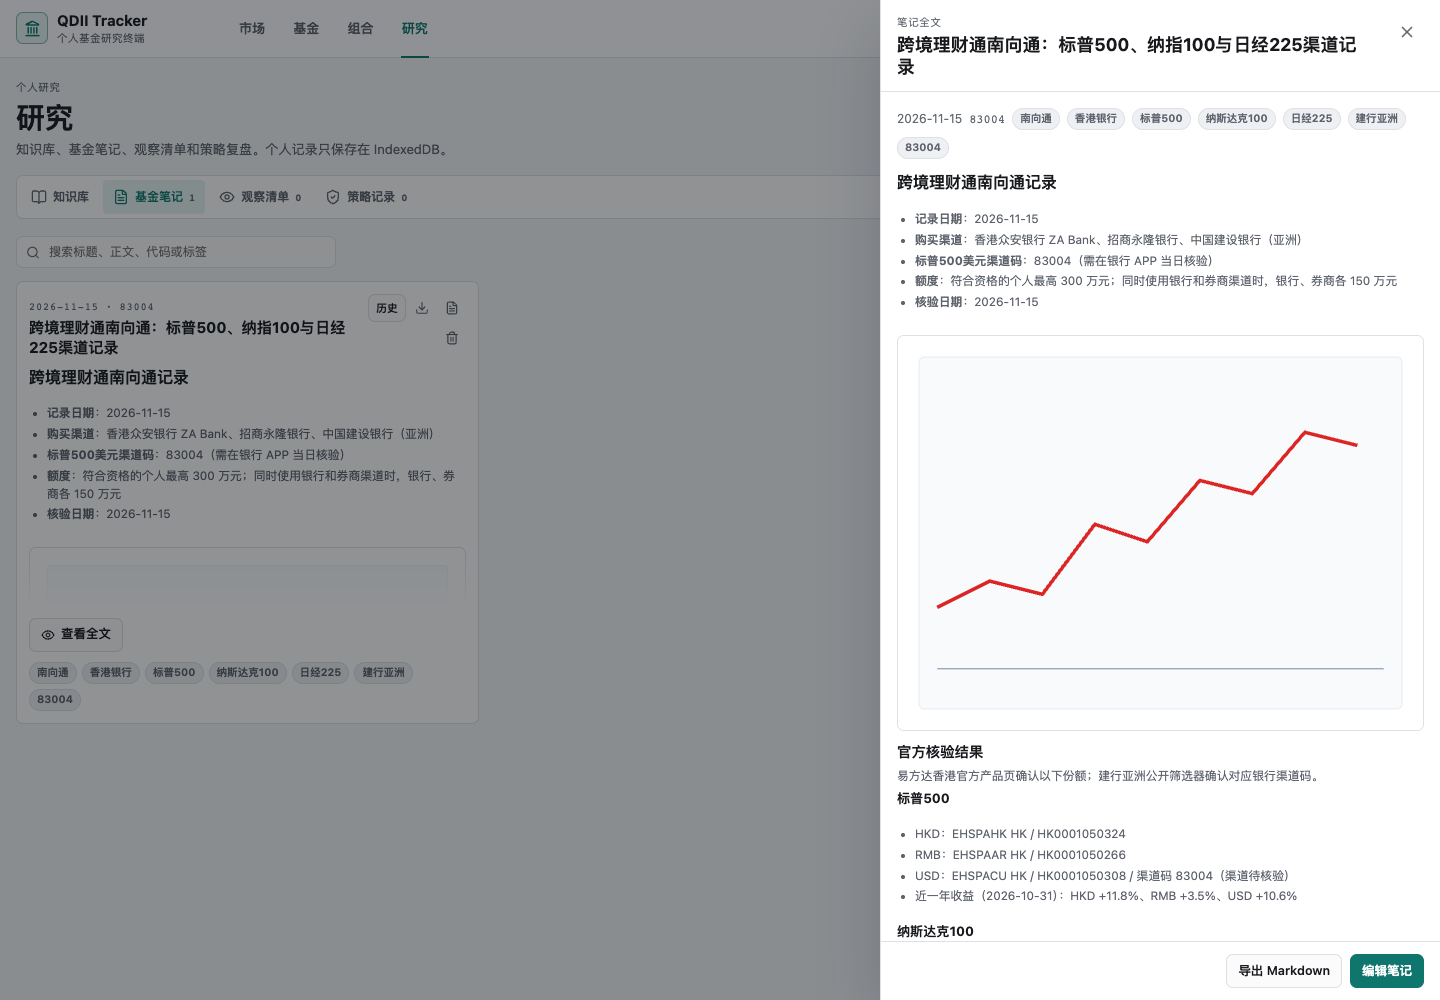 QDII Tracker
个人基金研究终端
市场
基金
组合
研究
个人研究
研究
知识库、基金笔记、观察清单和策略复盘。个人记录只保存在 IndexedDB。
知识库
基金笔记 1
观察清单 0
策略记录 0
搜索标题、正文、代码或标签
2026-11-15 · 83004
历史
跨境理财通南向通：标普500、纳指100与日经
225渠道记录
跨境理财通南向通记录
记录日期：2026-11-15
购买渠道：香港众安银行 ZA Bank、招商永隆银行、中国建设银行（亚洲）
标普500美元渠道码：83004（需在银行 APP 当日核验）
额度：符合资格的个人最高 300 万元；同时使用银行和券商渠道时，银行、券
商各 150 万元
核验日期：2026-11-15
查看全文
南向通
香港银行
标普500
纳斯达克100
日经225
建行亚洲
83004
笔记全文
跨境理财通南向通：标普500、纳指100与日经225渠道记
录
2026-11-15 83004 南向通 香港银行 标普500 纳斯达克100 日经225 建行亚洲
83004
跨境理财通南向通记录
记录日期：2026-11-15
购买渠道：香港众安银行 ZA Bank、招商永隆银行、中国建设银行（亚洲）
标普500美元渠道码：83004（需在银行 APP 当日核验）
额度：符合资格的个人最高 300 万元；同时使用银行和券商渠道时，银行、券商各 150 万元
核验日期：2026-11-15
官方核验结果
易方达香港官方产品页确认以下份额；建行亚洲公开筛选器确认对应银行渠道码。
标普500
HKD：EHSPAHK HK / HK0001050324
RMB：EHSPAAR HK / HK0001050266
USD：EHSPACU HK / HK0001050308 / 渠道码 83004（渠道待核验）
近一年收益（2026-10-31）：HKD +11.8%、RMB +3.5%、USD +10.6%
纳斯达克100
导出 Markdown
编辑笔记